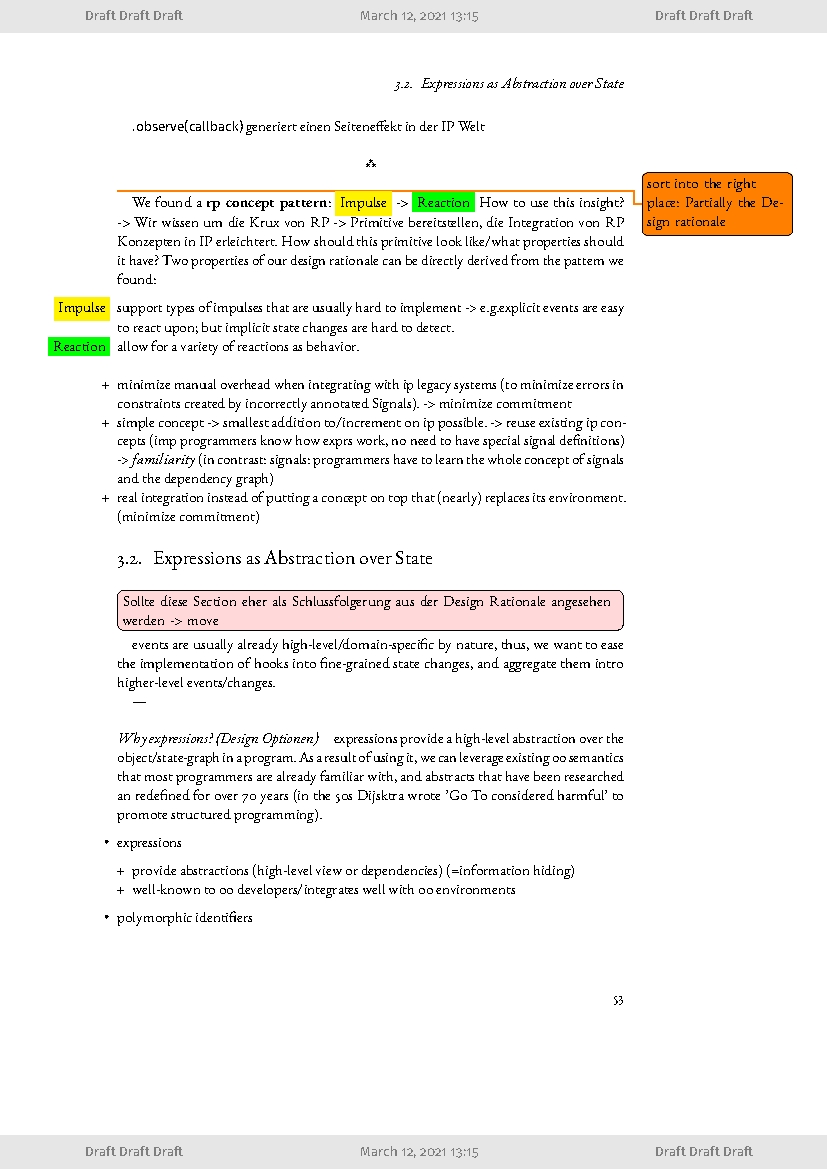 Draft Draft Draft March 12, 2021 13:15 Draft Draft Draft
3.2. Expressions as Abstraction over State
.observe(callback) generiert einen Seiteneffekt in der IP Welt
⁂
sort into the right
place: Partially the De-
sign rationale
We found a rp concept pattern: Impulse -> Reaction How to use this insight?
-> Wir wissen um die Krux von RP -> Primitive bereitstellen, die Integration von RP
Konzepten in IP erleichtert. How should this primitive look like/what properties should
it have? Two properties of our design rationale can be directly derived from the pattern we
found:
Impulse support types of impulses that are usually hard to implement -> e.g.explicit events are easy
to react upon; but implicit state changes are hard to detect.
Reaction allow for a variety of reactions as behavior.
+ minimize manual overhead when integrating with ip legacy systems (to minimize errors in
constraints created by incorrectly annotated Signals). -> minimize commitment
+ simple concept -> smallest addition to/increment on ip possible. -> reuse existing ip con-
cepts (imp programmers know how exprs work, no need to have special signal definitions)
-> familiarity (in contrast: signals: programmers have to learn the whole concept of signals
and the dependency graph)
+ real integration instead of putting a concept on top that (nearly) replaces its environment.
(minimize commitment)
3.2. Expressions as Abstraction over State
Sollte diese Section eher als Schlussfolgerung aus der Design Rationale angesehen
werden -> move
events are usually already high-level/domain-specific by nature, thus, we want to ease
the implementation of hooks into fine-grained state changes, and aggregate them intro
higher-level events/changes.
—
Why expressions? (Design Optionen) expressions provide a high-level abstraction over the
object/state-graph in a program. As a result of using it, we can leverage existing oo semantics
that most programmers are already familiar with, and abstracts that have been researched
an redefined for over 70 years (in the 50s Dijsktra wrote 'Go To considered harmful' to
promote structured programming).
• expressions
+ provide abstractions (high-level view or dependencies) (=information hiding)
+ well-known to oo developers/integrates well with oo environments
• polymorphic identifiers
53
Draft Draft Draft March 12, 2021 13:15 Draft Draft Draft